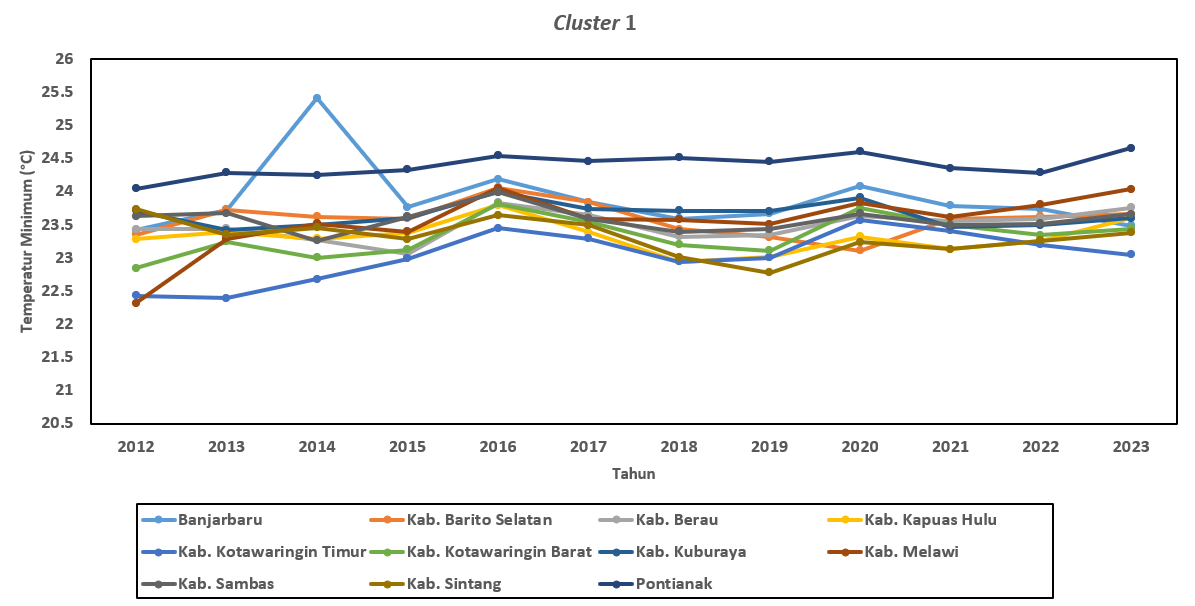 Cluster 1
Temperatur Minimum (°C)
26
25.5
25
24.5
24
23.5
23
22.5
22
21.5
21
20.5
2012 2013 2014 2015 2016 2017 2018 2019 2020 2021 2022 2023
Tahun
Banjarbaru Kab. Barito Selatan Kab. Berau Kab. Kapuas Hulu
Kab. Kotawaringin Timur Kab. Kotawaringin Barat Kab. Kuburaya Kab. Melawi
Kab. Sambas Kab. Sintang Pontianak